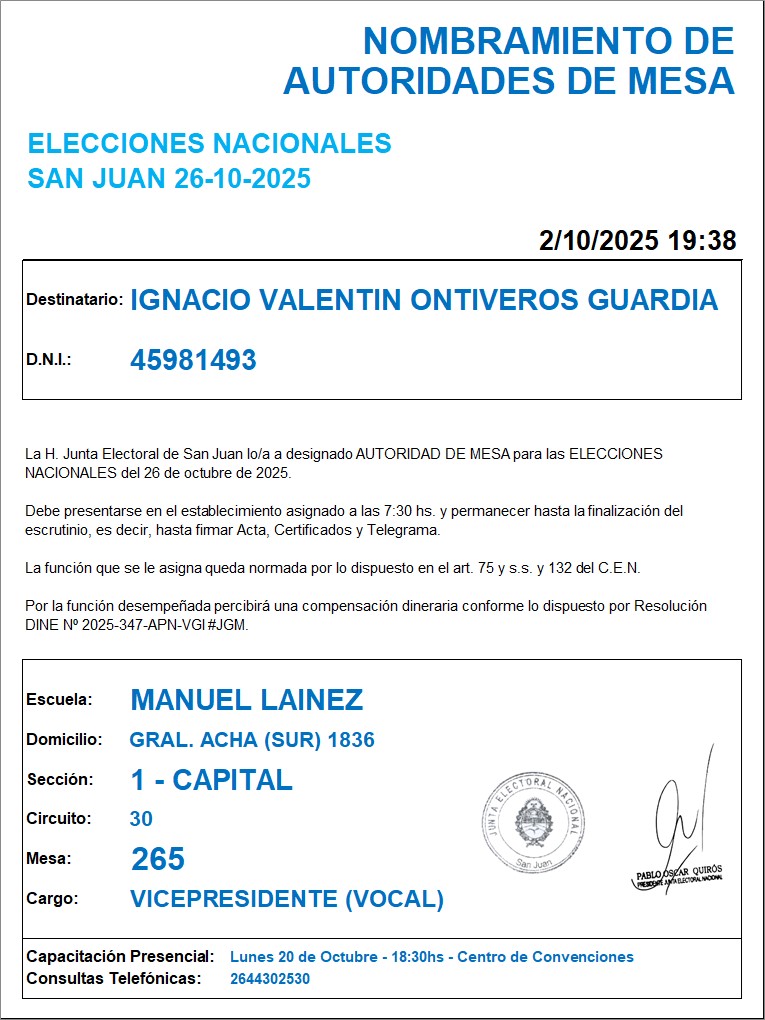 NOMBRAMIENTO DE
AUTORIDADES DE MESA
ELECCIONES NACIONALES
SAN JUAN 26-10-2025
2/10/2025 19:38
Destinatario: IGNACIO VALENTIN ONTIVEROS GUARDIA
D.N.I.: 45981493
La H. Junta Electoral de San Juan lo/a a designado AUTORIDAD DE MESA para las ELECCIONES
NACIONALES del 26 de octubre de 2025.
Debe presentarse en el establecimiento asignado a las 7:30 hs. y permanecer hasta la finalización del
escrutinio, es decir, hasta firmar Acta, Certificados y Telegrama.
La función que se le asigna queda normada por lo dispuesto en el art. 75 y s.s. y 132 del C.E.N.
Por la función desempeñada percibirá una compensación dineraria conforme lo dispuesto por Resolución
DINE Nº 2025-347-APN-VGI#JGM.
Escuela: MANUEL LAINEZ
Domicilio: GRAL. ACHA (SUR) 1836
Sección: 1 - CAPITAL
Circuito: 30
Mesa: 265
Cargo: VICEPRESIDENTE (VOCAL)
JUNTA ELECTORAL NACIONAL
San Juan
PABLO OSCAR QUIRÓS
PRESIDENTE JUNTA ELECTORAL NACIONAL
Capacitación Presencial: Lunes 20 de Octubre - 18:30hs - Centro de Convenciones
Consultas Telefónicas: 2644302530